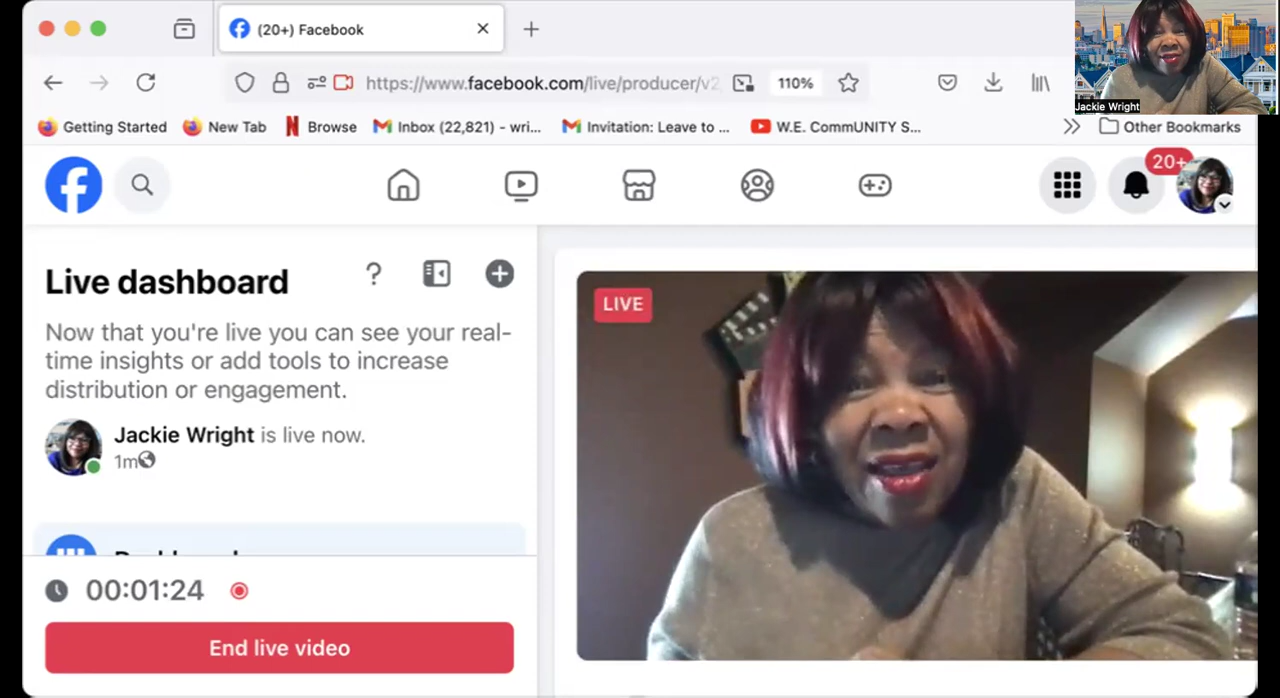 (20+) Facebook
Jackie Wright
https://www.facebook.com/live/producer/v2
110%
Getting Started
New Tab
Browse
Inbox (22,821) - wri...
Invitation: Leave to ...
W.E. CommUNITY S...
Other Bookmarks
20+
Live dashboard
?
Now that you're live you can see your real-
time insights or add tools to increase
distribution or engagement.
Jackie Wright is live now.
1m
00:01:24
End live video
LIVE